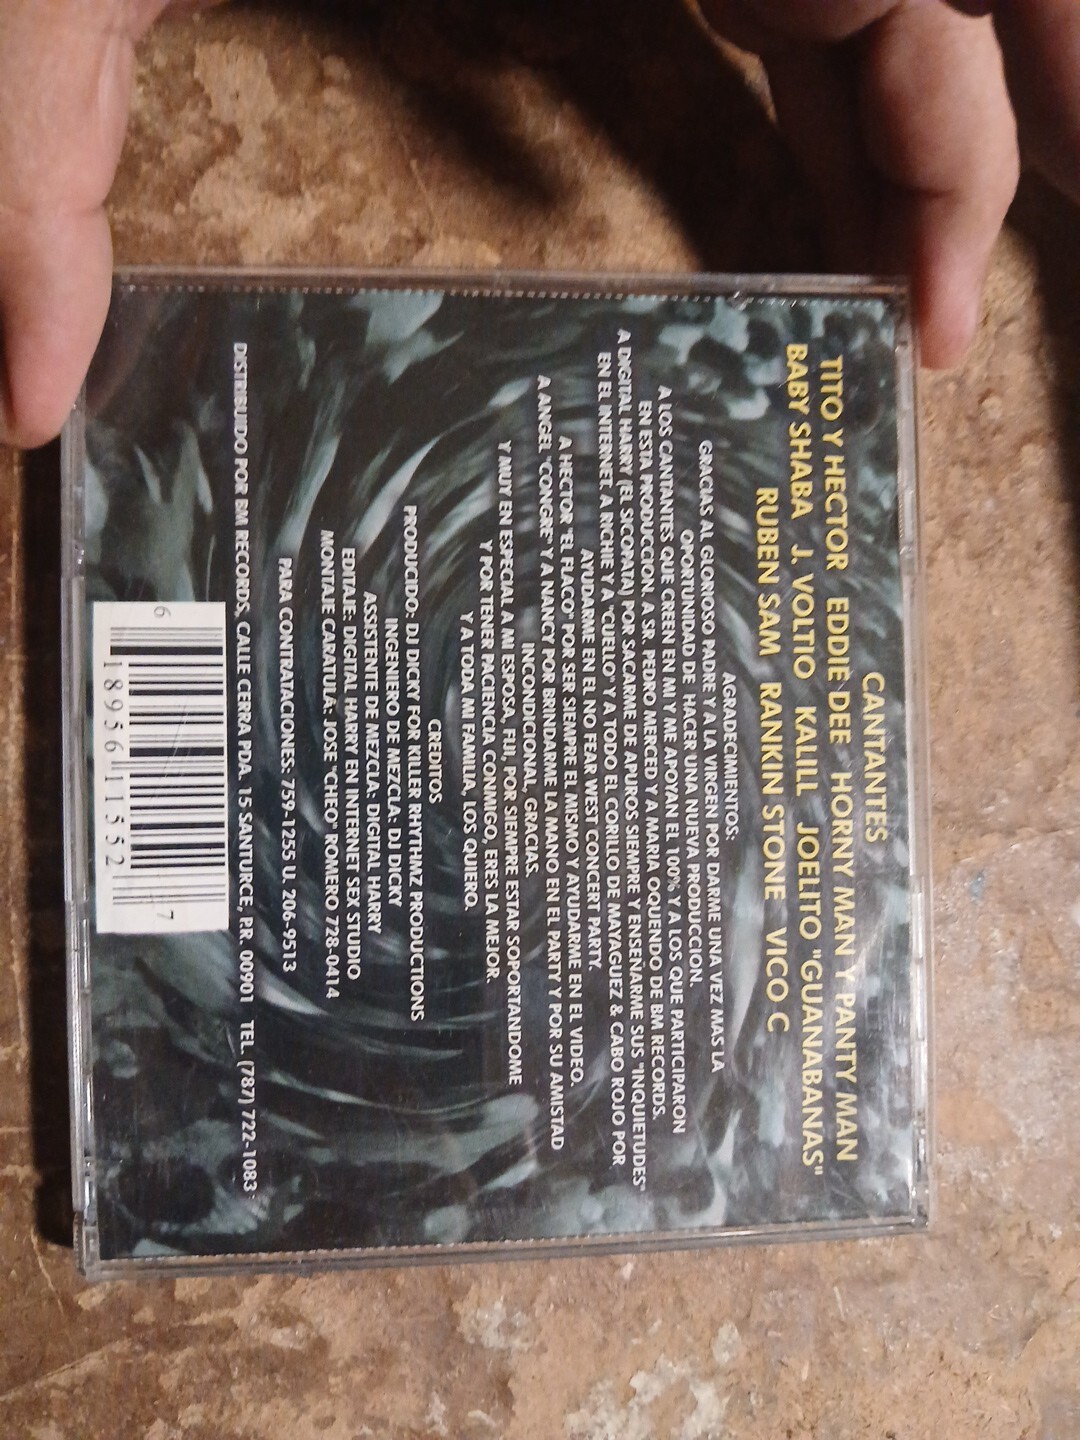 CANTANTES
TITO Y HECTOR EDDIE DEE HORNY MAN Y PANTY MAN
BABY SHABA J. VOLTIO KALILL JOELITO "GUANABANAS"
RUBEN SAM RANKIN STONE VICO C
AGRADECIMIENTOS:
GRACIAS AL GLORIOSO PADRE Y A LA VIRGEN POR DARME UNA VEZ MAS LA
OPORTUNIDAD DE HACER UNA NUEVA PRODUCCION.
A LOS CANTANTES QUE CREEN EN MI Y ME APOYAN EL 100% Y A LOS QUE PARTICIPARON
EN ESTA PRODUCCION. A SR. PEDRO MERCED Y A MARIA OQUENDO DE BM RECORDS.
A DIGITAL HARRY (EL SICOPATA) POR SACARME DE APUROS SIEMPRE Y ENSEÑARME SUS "INQUIETUDES"
EN EL INTERNET. A RICHIE Y A "CUELLO" Y A TODO EL CORILLO DE MAYAGUEZ & CABO ROJO POR
AYUDARME EN EL NO FEAR WEST CONCERT PARTY.
A HECTOR "EL FLACO" POR SER SIEMPRE EL MISMO Y AYUDARME EN EL VIDEO.
A ANGEL "CONGRE" Y A NANCY POR BRINDARME LA MANO EN EL PARTY Y POR SU AMISTAD
INCONDICIONAL, GRACIAS.
Y MUY EN ESPECIAL A MI ESPOSA, FUJI, POR SIEMPRE ESTAR SOPORTANDOME
Y POR TENER PACIENCIA CONMIGO, ERES LA MEJOR.
Y A TODA MI FAMILIA, LOS QUIERO.
CREDITOS
PRODUCIDO: DJ DICKY FOR KILLER RHYTHMZ PRODUCTIONS
INGENIERO DE MEZCLA: DJ DICKY
ASSISTENTE DE MEZCLA: DIGITAL HARRY
EDITAJE: DIGITAL HARRY EN INTERNET SEX STUDIO
MONTAJE CARATULA: JOSE "CHEO" ROMERO 728-0414
PARA CONTRATACIONES: 759-1255 U. 206-9513
DISTRIBUIDO POR BM RECORDS, CALLE CERRA PDA. 15 SANTURCE, P.R. 00901 TEL. (787) 722-1083
6 18956 11552 7